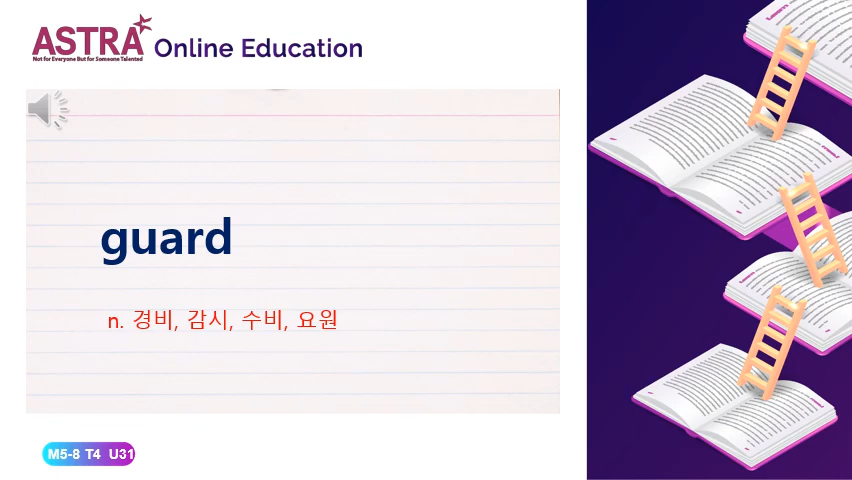 ASTRA
Not for Everyone But for Someone Talented
Online Education
guard
n. 경비, 감시, 수비, 요원
M5-8 T4 U31